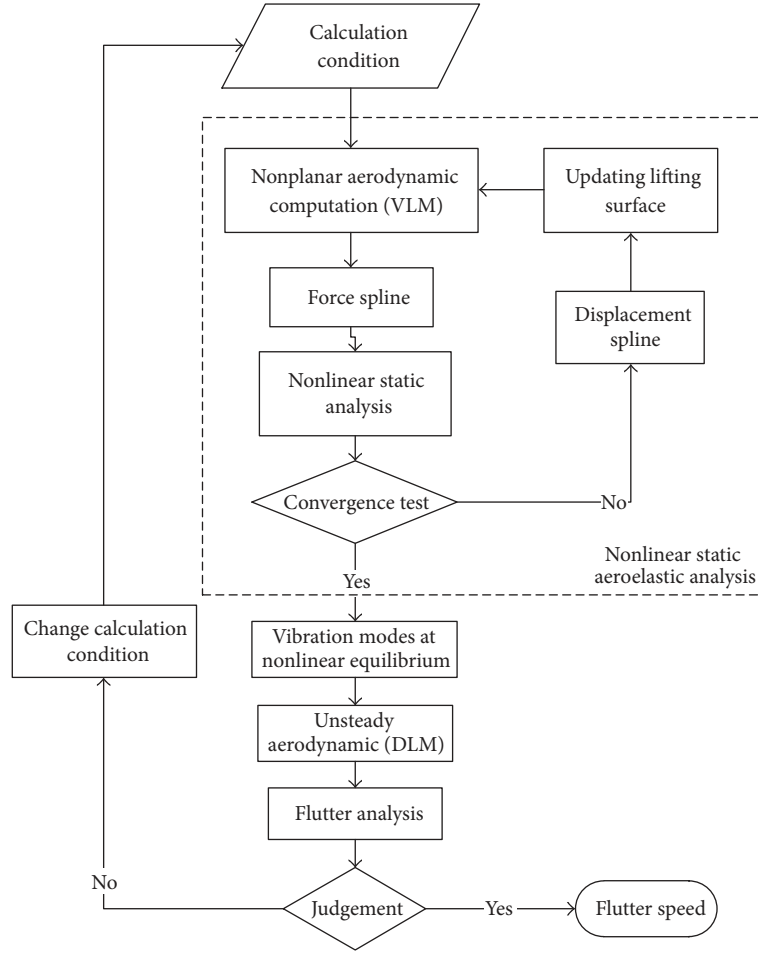 Calculation
condition
Nonplanar aerodynamic
computation (VLM)
Updating lifting
surface
Force spline
Displacement
spline
Nonlinear static
analysis
Convergence test
No
Nonlinear static
aeroelastic analysis
Yes
Change calculation
condition
Vibration modes at
nonlinear equilibrium
Unsteady
aerodynamic (DLM)
Flutter analysis
No
Judgement
Yes
Flutter speed